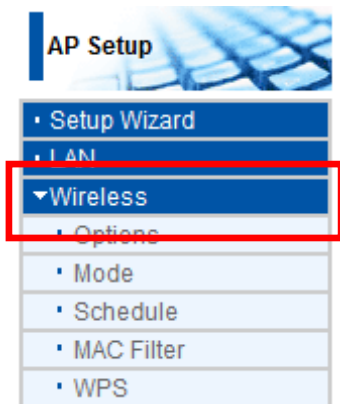 AP Setup
Setup Wizard
LAN
Wireless
Options
Mode
Schedule
MAC Filter
WPS